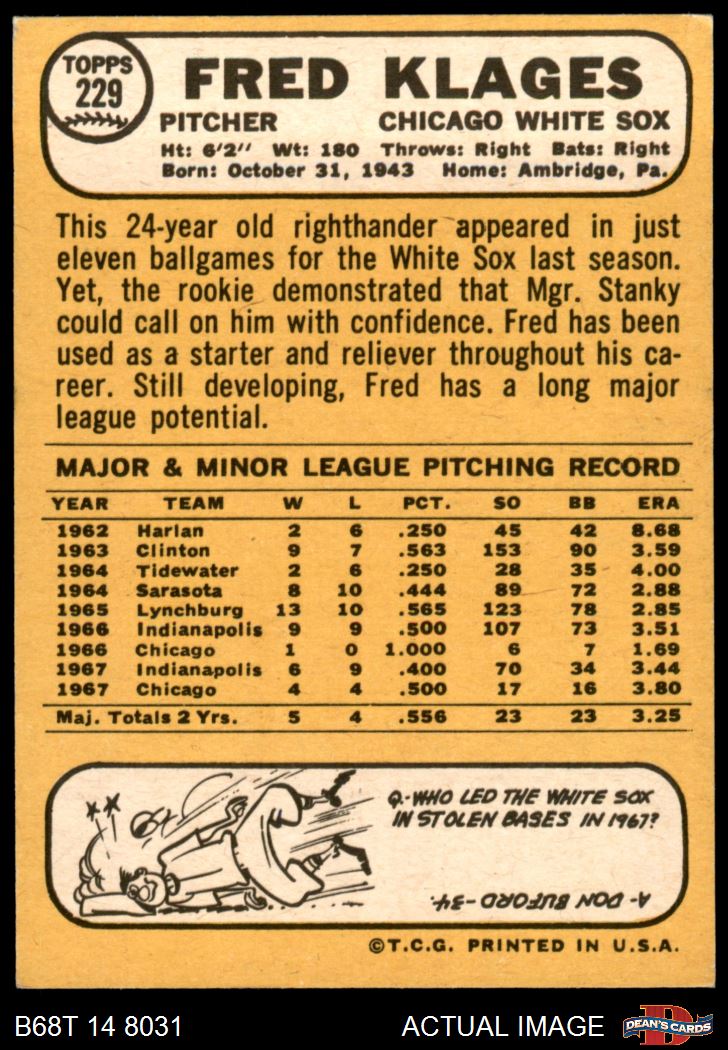 TOPPS
229
FRED KLAGES
PITCHER CHICAGO WHITE SOX
Ht: 6'2'' Wt: 180 Throws: Right Bats: Right
Born: October 31, 1943 Home: Ambridge, Pa.
This 24-year old righthander appeared in just
eleven ballgames for the White Sox last season.
Yet, the rookie demonstrated that Mgr. Stanky
could call on him with confidence. Fred has been
used as a starter and reliever throughout his ca-
reer. Still developing, Fred has a long major
league potential.
MAJOR & MINOR LEAGUE PITCHING RECORD
YEAR TEAM W L PCT. SO BB ERA
1962 Harlan 2 6 .250 45 42 8.68
1963 Clinton 9 7 .563 153 90 3.59
1964 Tidewater 2 6 .250 28 35 4.00
1964 Sarasota 8 10 .444 89 72 2.88
1965 Lynchburg 13 10 .565 123 78 2.85
1966 Indianapolis 9 9 .500 107 73 3.51
1966 Chicago 1 0 1.000 6 7 1.69
1967 Indianapolis 6 9 .400 70 34 3.44
1967 Chicago 4 4 .500 17 16 3.80
Maj. Totals 2 Yrs. 5 4 .556 23 23 3.25
Q.-WHO LED THE WHITE SOX
IN STOLEN BASES IN 1967?
A- DON BUFORD-34.
©T.C.G. PRINTED IN U.S.A.
B68T 14 8031 ACTUAL IMAGE DEAN'S CARDS